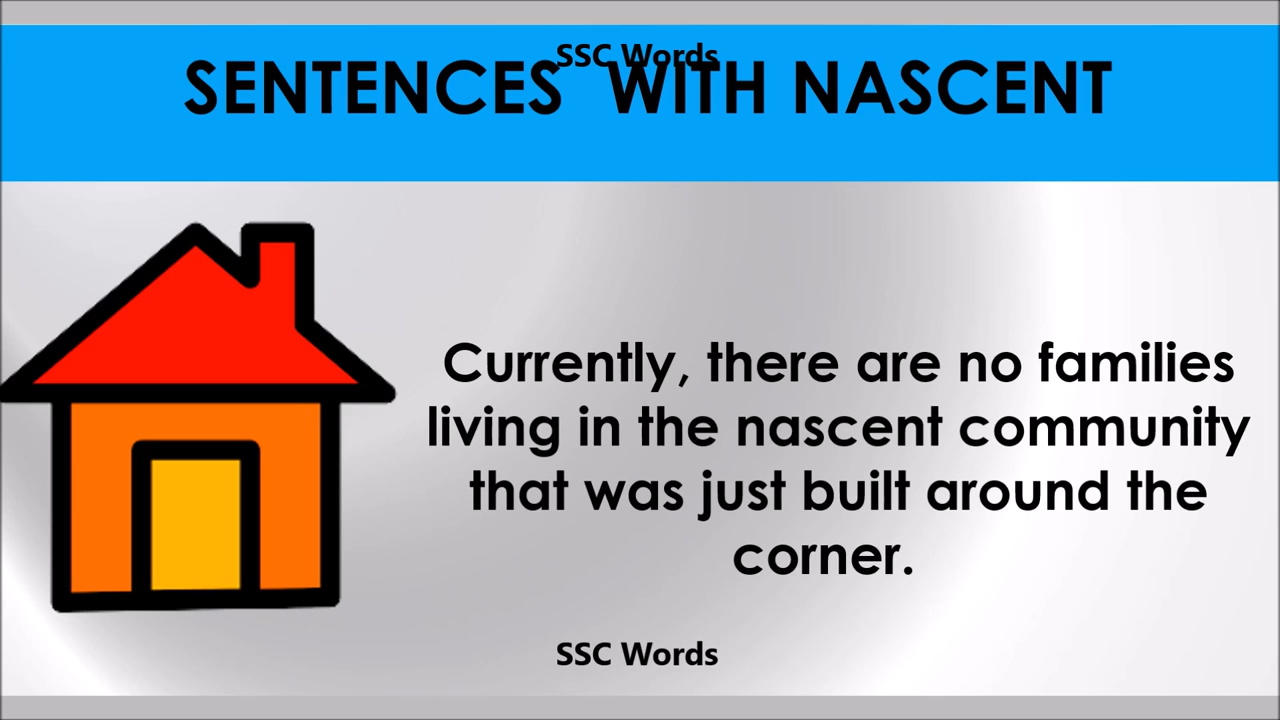 SSC Words
SENTENCES WITH NASCENT
Currently, there are no families
living in the nascent community
that was just built around the
corner.
SSC Words